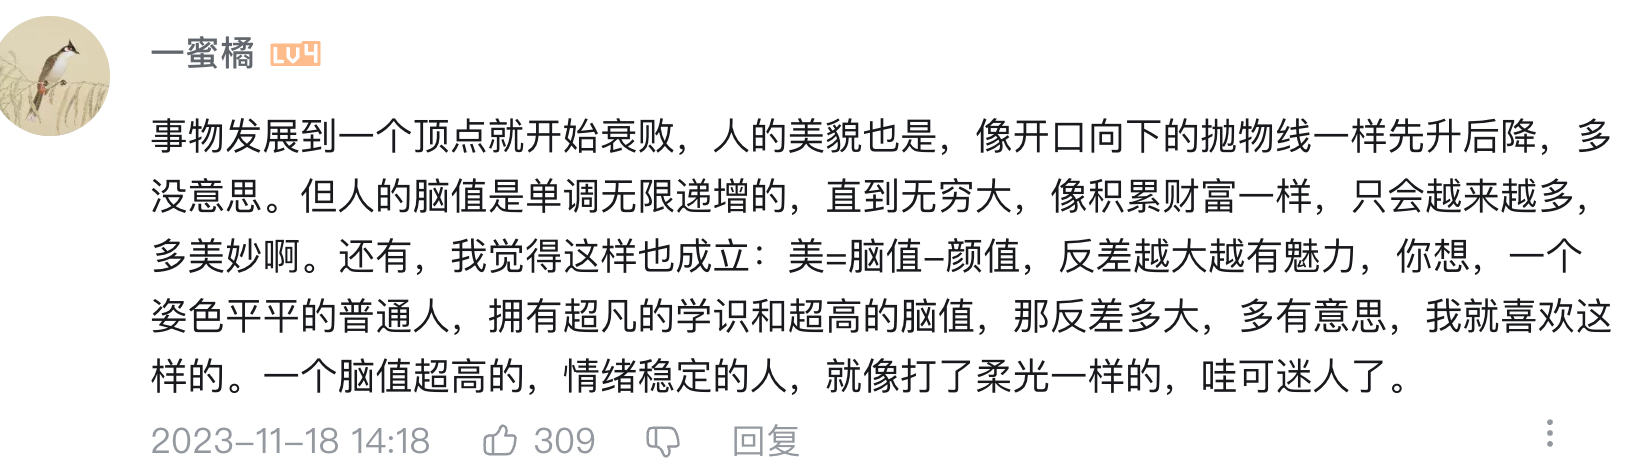 一蜜橘 LV4
事物发展到一个顶点就开始衰败，人的美貌也是，像开口向下的抛物线一样先升后降，多
没意思。但人的脑值是单调无限递增的，直到无穷大，像积累财富一样，只会越来越多，
多美妙啊。还有，我觉得这样也成立：美=脑值-颜值，反差越大越有魅力，你想，一个
姿色平平的普通人，拥有超凡的学识和超高的脑值，那反差多大，多有意思，我就喜欢这
样的。一个脑值超高的，情绪稳定的人，就像打了柔光一样的，哇可迷人了。
2023-11-18 14:18 309 回复